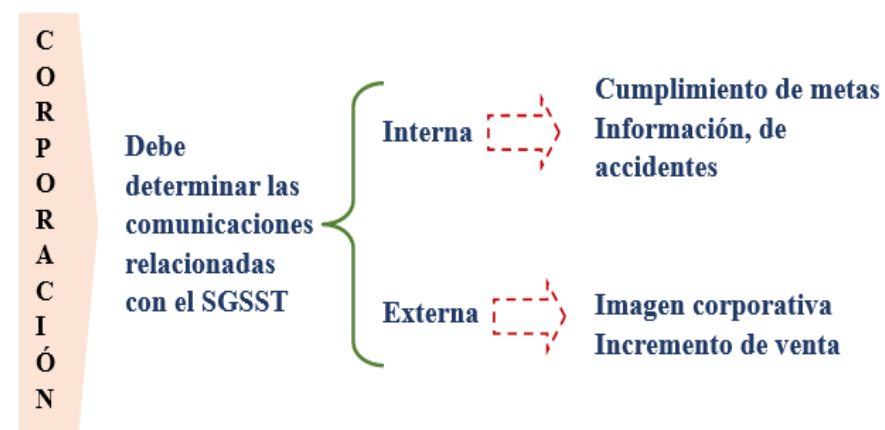 CORPORACIÓN
Debe
determinar las
comunicaciones
relacionadas
con el SGSST
Interna
Cumplimiento de metas
Información, de
accidentes
Externa
Imagen corporativa
Incremento de venta